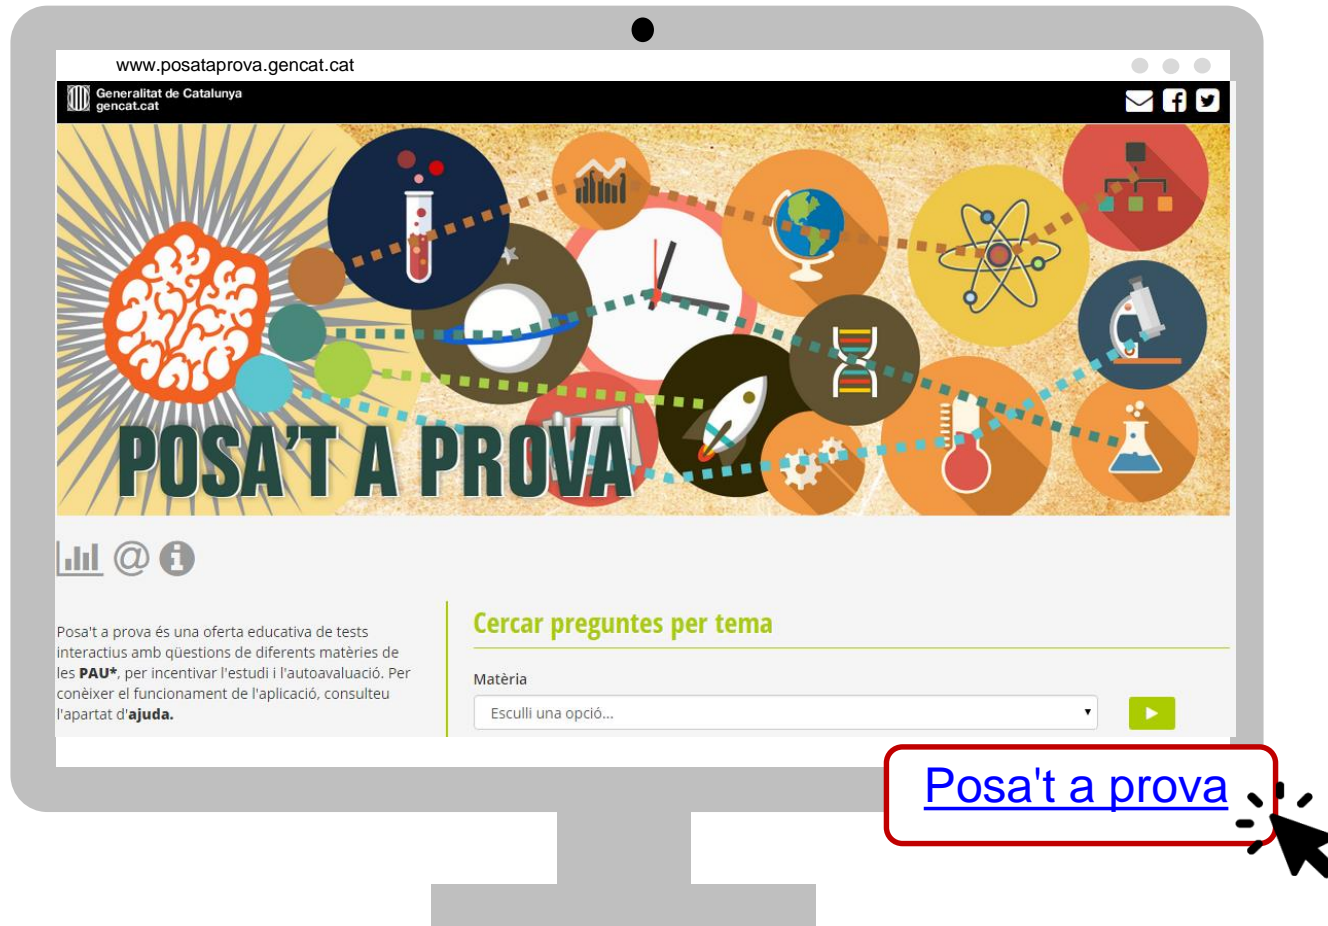 www.posataprova.gencat.cat
Generalitat de Catalunya
gencat.cat
POSA'T A PROVA
Posa't a prova és una oferta educativa de tests
interactius amb qüestions de diferents matèries de
les PAU*, per incentivar l'estudi i l'autoavaluació. Per
conèixer el funcionament de l'aplicació, consulteu
l'apartat d'ajuda.
Cercar preguntes per tema
Matèria
Esculli una opció...
Posa't a prova